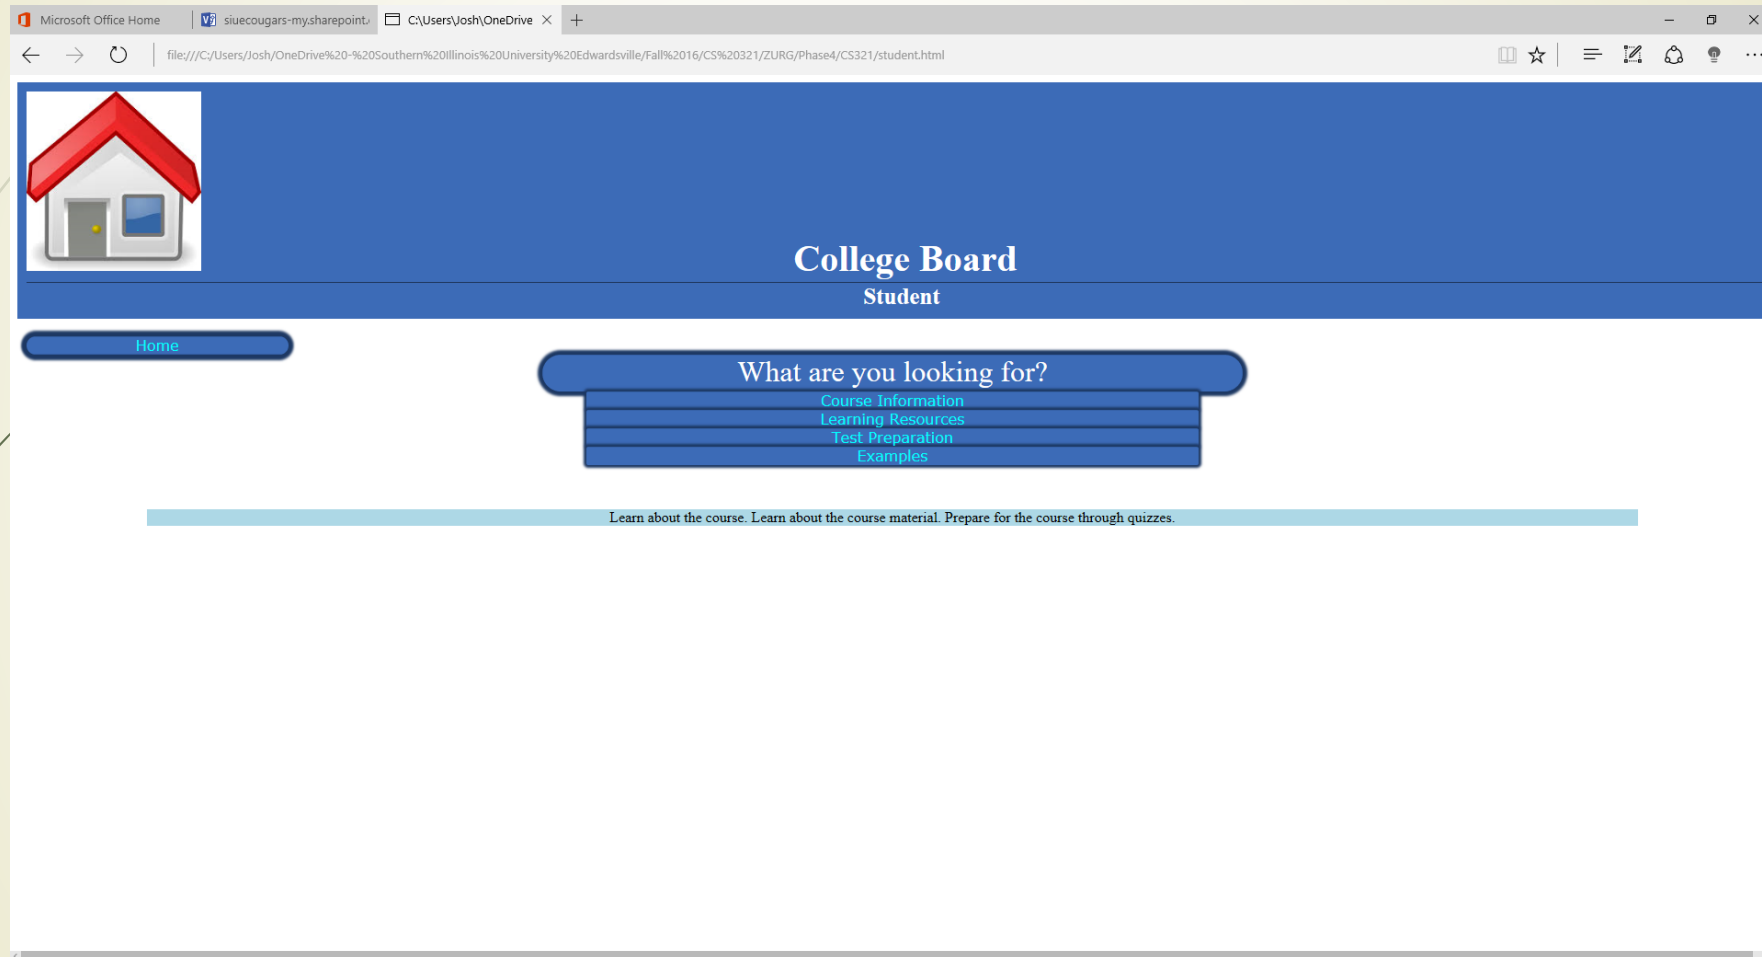 Microsoft Office Home
siuecougars-my.sharepoint.
C:\Users\Josh\OneDrive
file:///C:/Users/Josh/OneDrive%20-%20Southern%20Illinois%20University%20Edwardsville/Fall%2016/CS%20321/ZURG/Phase4/CS321/student.html
College Board
Student
Home
What are you looking for?
Course Information
Learning Resources
Test Preparation
Examples
Learn about the course. Learn about the course material. Prepare for the course through quizzes.